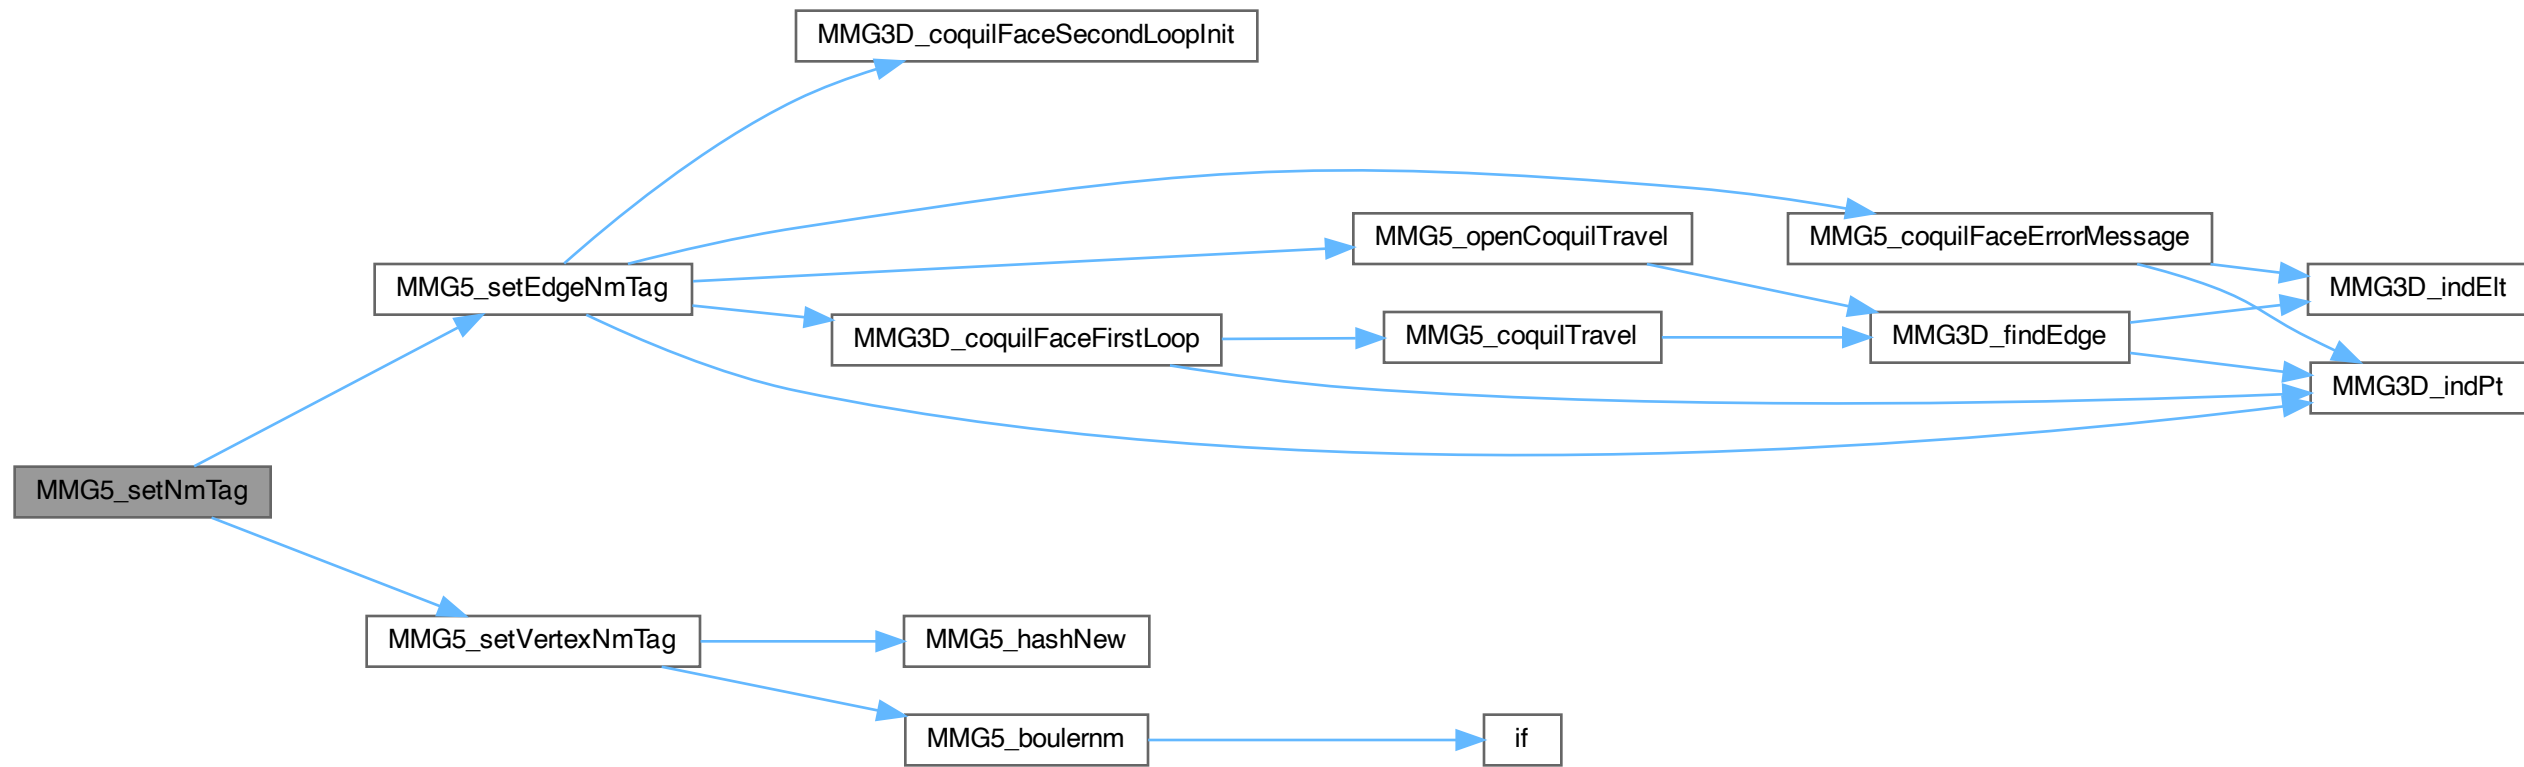 MMG3D_coquilFaceSecondLoopInit
MMG5_openCoquilTravel
MMG5_coquilFaceErrorMessage
MMG5_setEdgeNmTag
MMG3D_indElt
MMG3D_coquilFaceFirstLoop
MMG5_coquilTravel
MMG3D_findEdge
MMG3D_indPt
MMG5_setNmTag
MMG5_setVertexNmTag
MMG5_hashNew
MMG5_boulernm
if